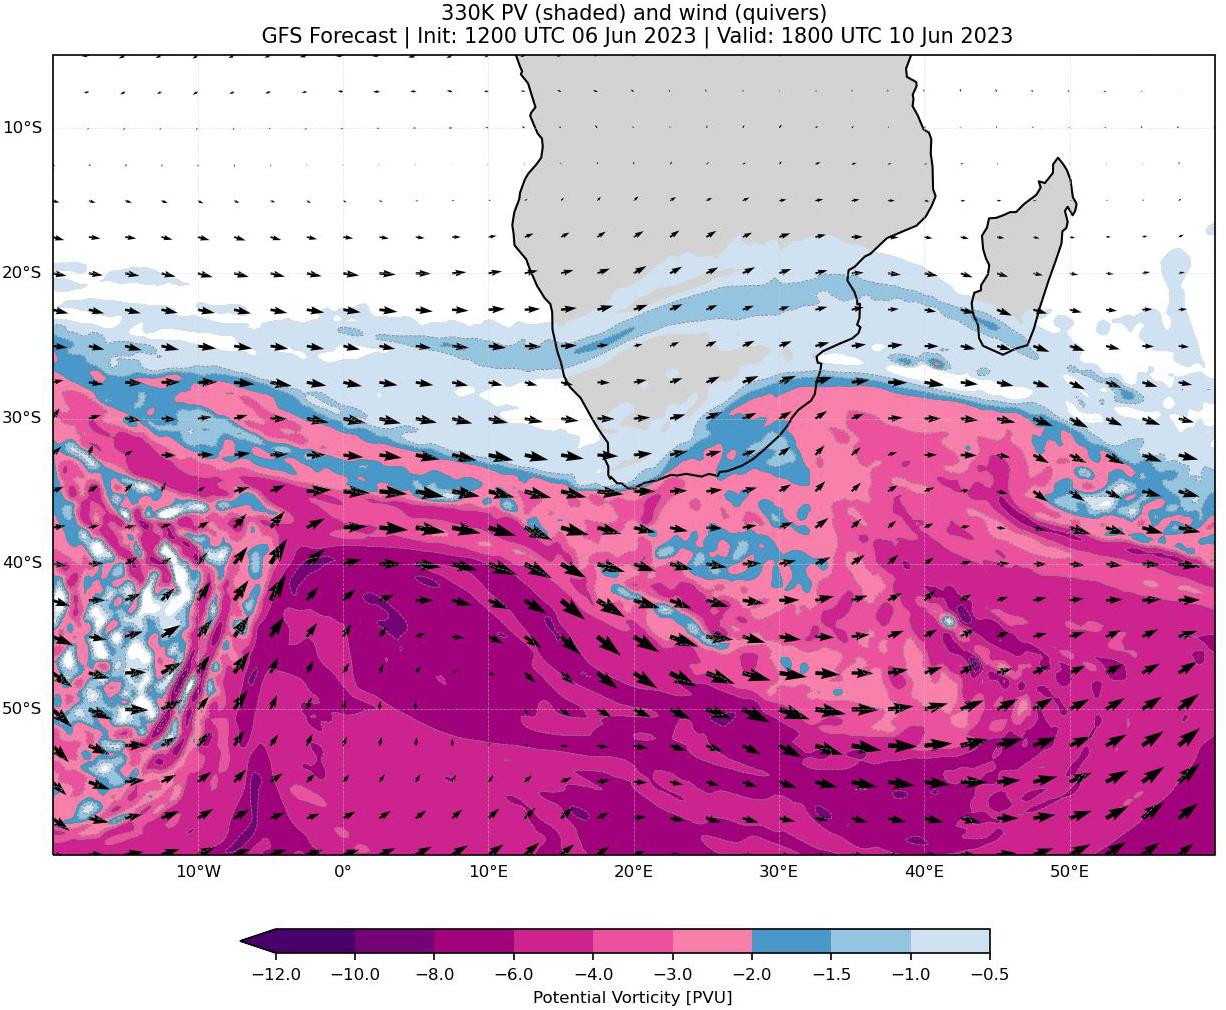 330K PV (shaded) and wind (quivers)
GFS Forecast | Init: 1200 UTC 06 Jun 2023 | Valid: 1800 UTC 10 Jun 2023
10°S
20°S
30°S
40°S
50°S
10°W 0° 10°E 20°E 30°E 40°E 50°E
−12.0 −10.0 −8.0 −6.0 −4.0 −3.0 −2.0 −1.5 −1.0 −0.5
Potential Vorticity [PVU]